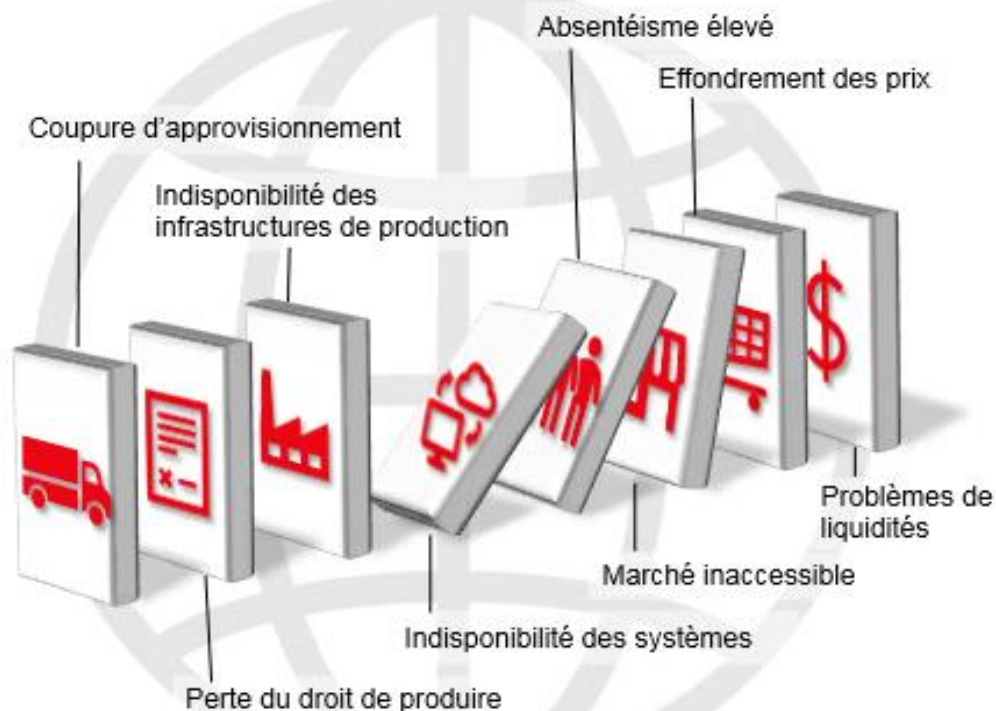 Absentéisme élevé
Effondrement des prix
Coupure d'approvisionnement
Indisponibilité des
infrastructures de production
$
Problèmes de
liquidités
Marché inaccessible
Indisponibilité des systèmes
Perte du droit de produire